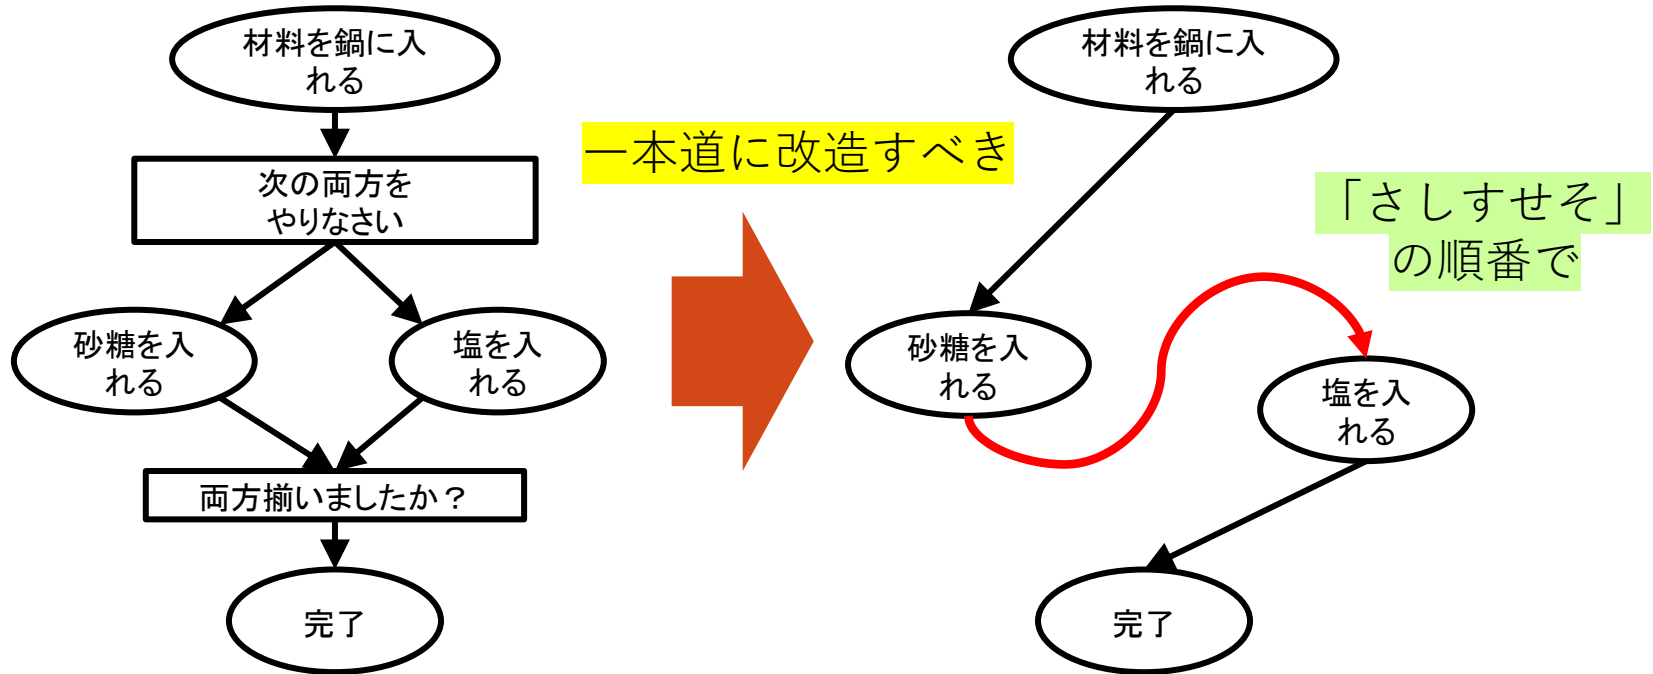 材料を鍋に入
れる
次の両方を
やりなさい
砂糖を入
れる
塩を入
れる
両方揃いましたか？
完了
一本道に改造すべき
材料を鍋に入
れる
「さしすせそ」
の順番で
砂糖を入
れる
塩を入
れる
完了